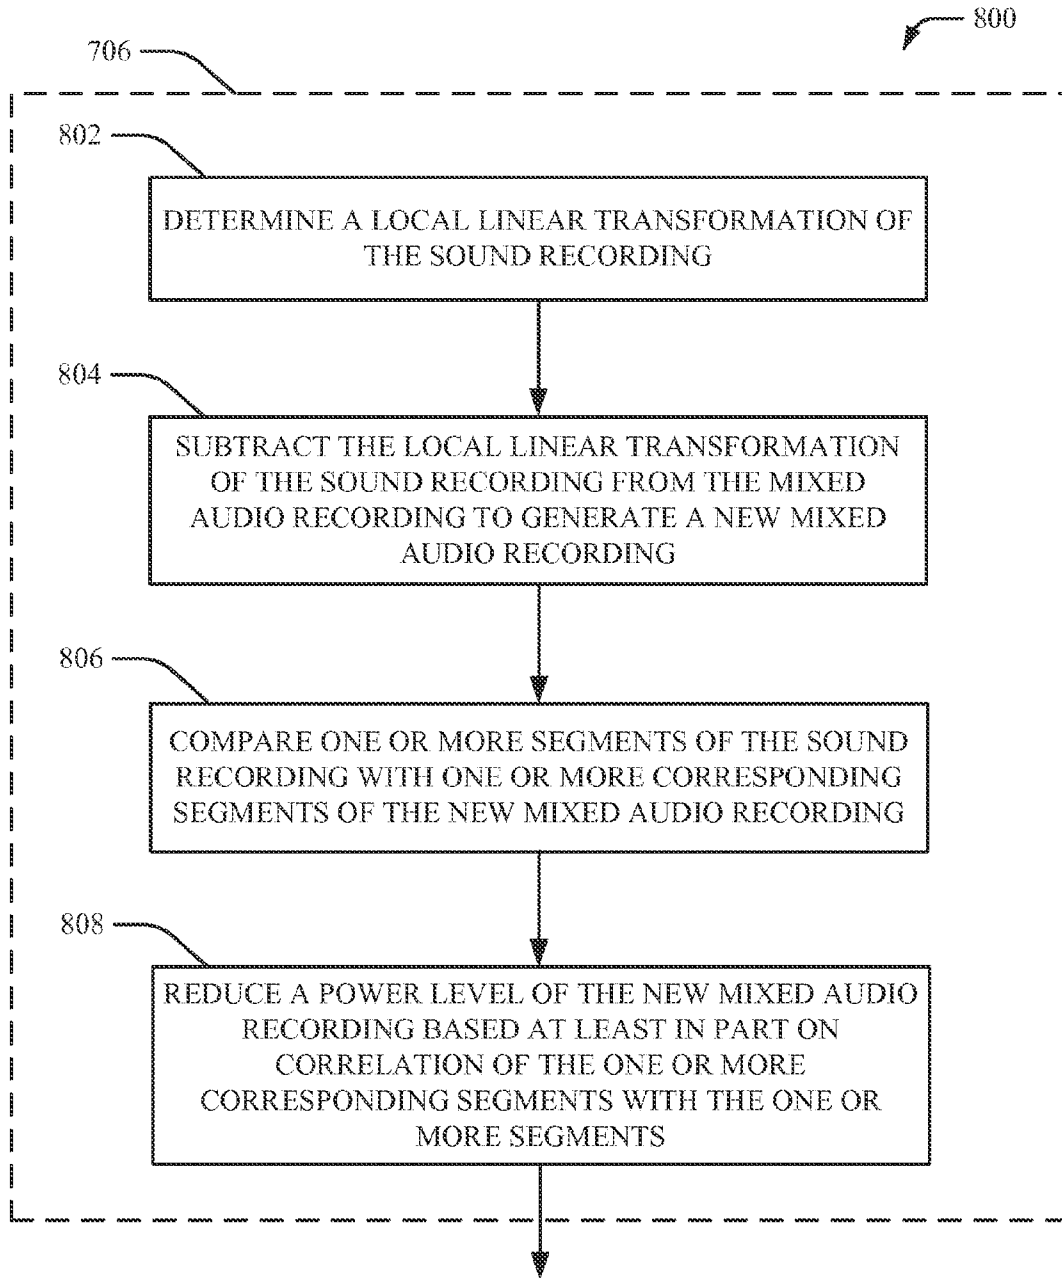 800
706
802
DETERMINE A LOCAL LINEAR TRANSFORMATION OF
THE SOUND RECORDING
804
SUBTRACT THE LOCAL LINEAR TRANSFORMATION
OF THE SOUND RECORDING FROM THE MIXED
AUDIO RECORDING TO GENERATE A NEW MIXED
AUDIO RECORDING
806
COMPARE ONE OR MORE SEGMENTS OF THE SOUND
RECORDING WITH ONE OR MORE CORRESPONDING
SEGMENTS OF THE NEW MIXED AUDIO RECORDING
808
REDUCE A POWER LEVEL OF THE NEW MIXED AUDIO
RECORDING BASED AT LEAST IN PART ON
CORRELATION OF THE ONE OR MORE
CORRESPONDING SEGMENTS WITH THE ONE OR
MORE SEGMENTS